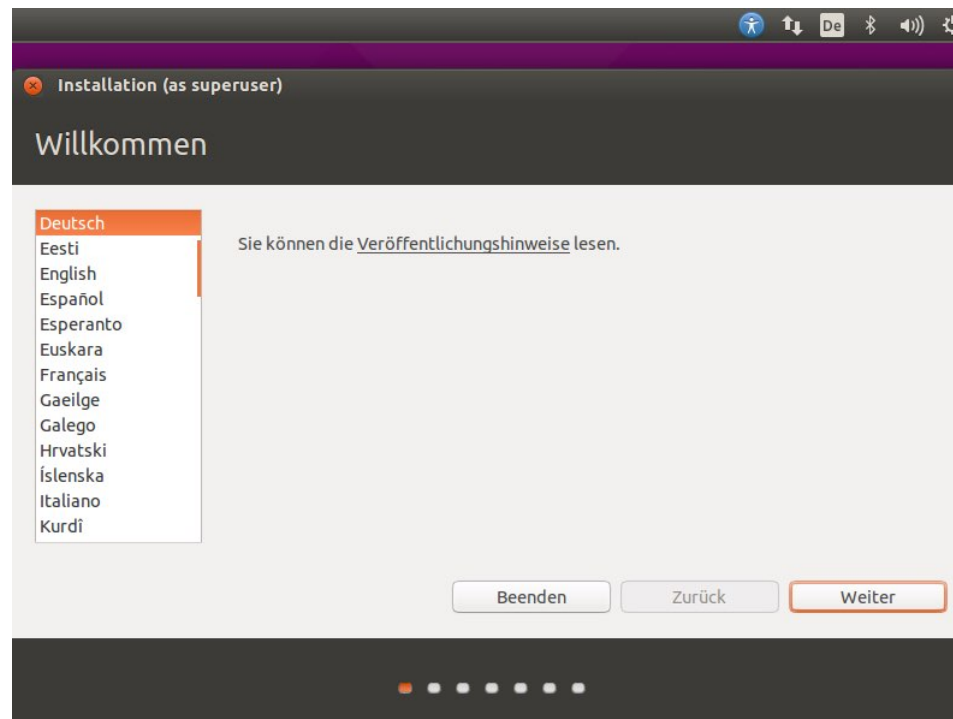 De
Installation (as superuser)
Willkommen
Deutsch
Eesti
English
Español
Esperanto
Euskara
Français
Gaeilge
Galego
Hrvatski
Íslenska
Italiano
Kurdî
Sie können die Veröffentlichungshinweise lesen.
Beenden
Zurück
Weiter